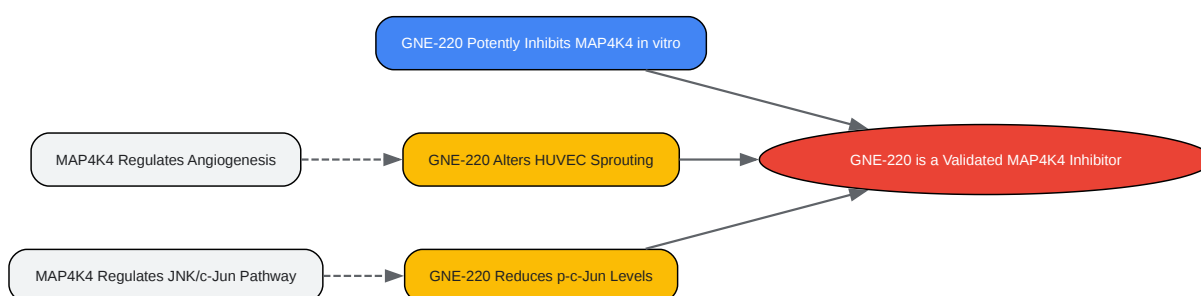 GNE-220 Potently Inhibits MAP4K4 in vitro
MAP4K4 Regulates Angiogenesis
GNE-220 Alters HUVEC Sprouting
GNE-220 is a Validated MAP4K4 Inhibitor
MAP4K4 Regulates JNK/c-Jun Pathway
GNE-220 Reduces p-c-Jun Levels